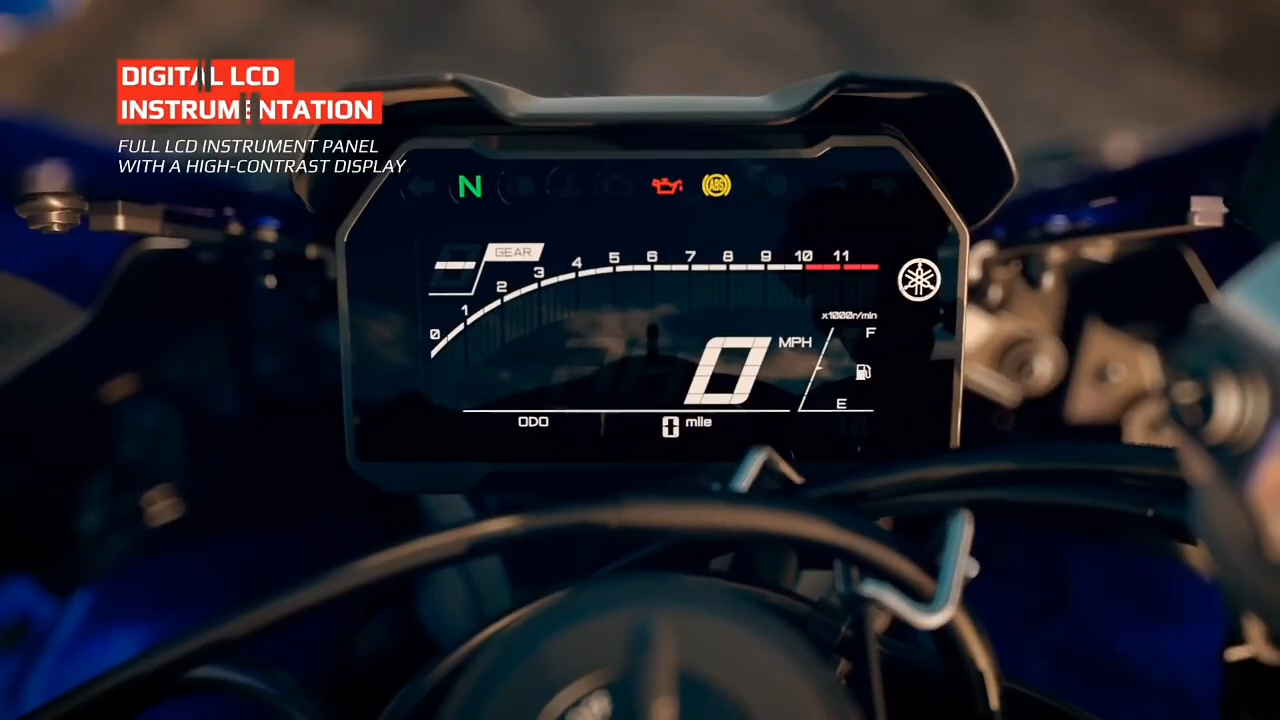 DIGITAL LCD
INSTRUMENTATION
FULL LCD INSTRUMENT PANEL
WITH A HIGH-CONTRAST DISPLAY
N
ABS
GEAR
0 1 2 3 4 5 6 7 8 9 10 11
x1000r/min
F
0 MPH
E
ODO 0 mile